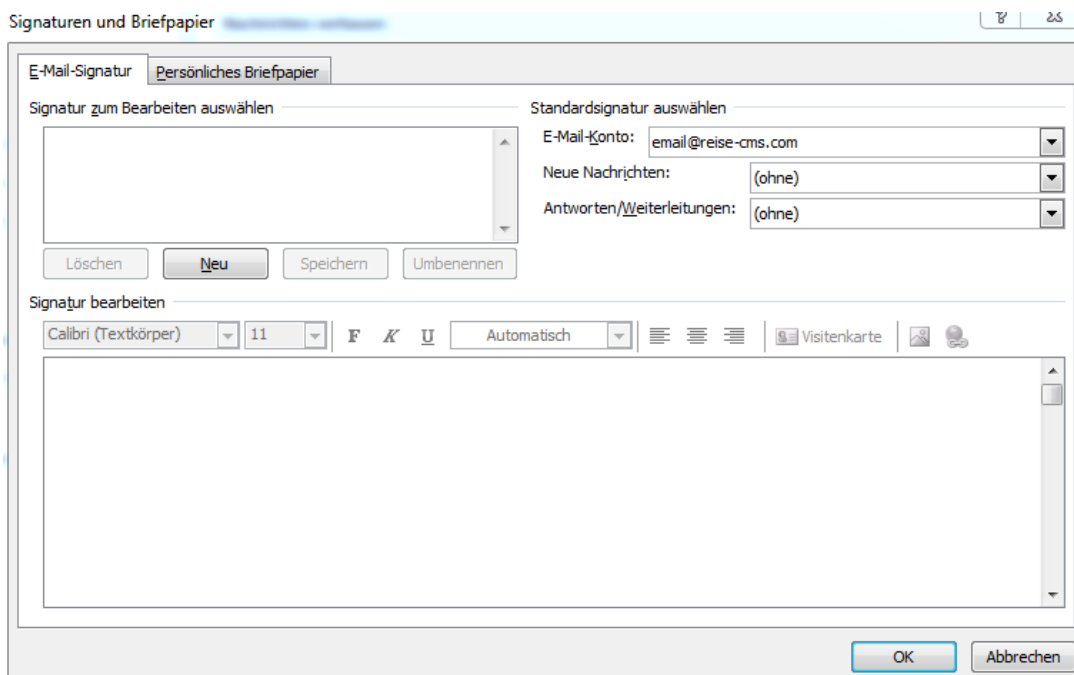 Signaturen und Briefpapier
E-Mail-Signatur Persönliches Briefpapier
Signatur zum Bearbeiten auswählen
Löschen Neu Speichern Umbenennen
Standardsignatur auswählen
E-Mail-Konto: email@reise-cms.com
Neue Nachrichten: (ohne)
Antworten/Weiterleitungen: (ohne)
Signatur bearbeiten
Calibri (Textkörper) 11 F K U Automatisch Visitenkarte
OK Abbrechen